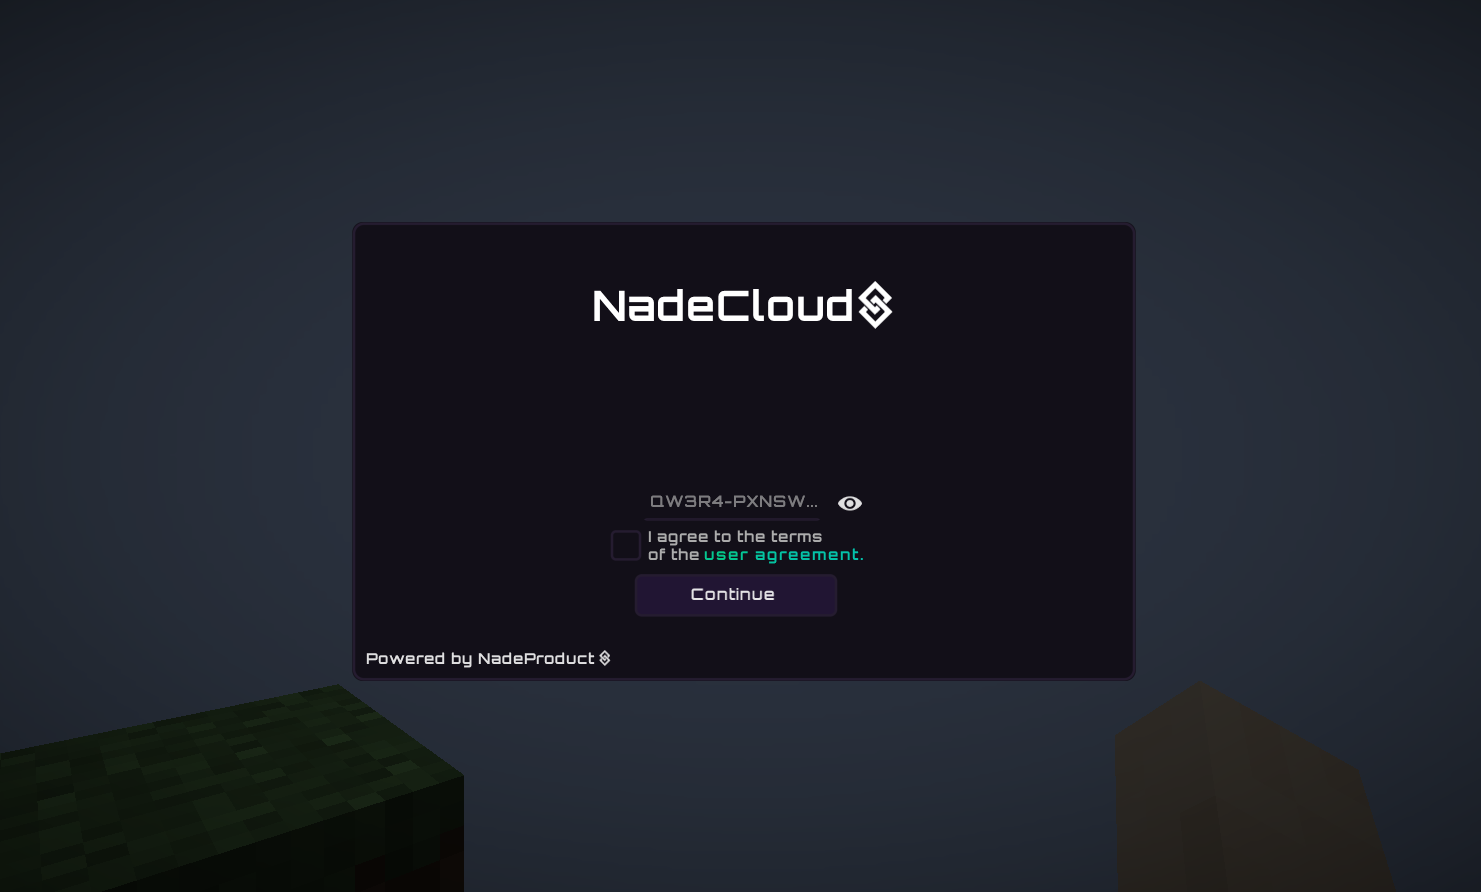 NadeCloud
QW3R4-PXNSW...
I agree to the terms
of the user agreement.
Continue
Powered by NadeProduct